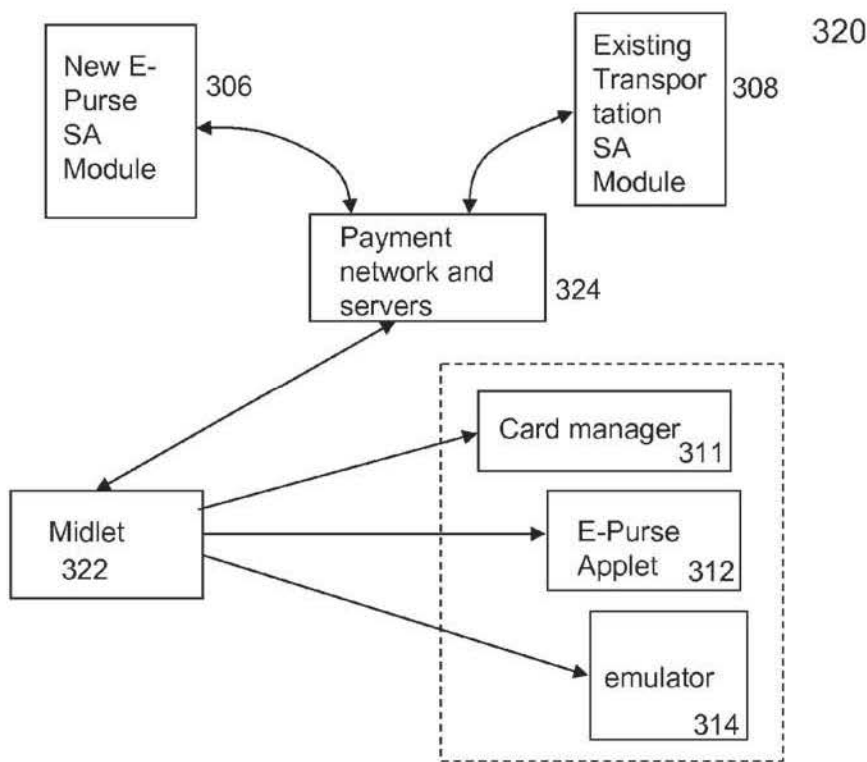 320
New E-
Purse
SA
Module
306
Existing
Transpor
tation
SA
Module
308
Payment
network and
servers
324
Card manager
311
Midlet
322
E-Purse
Applet
312
emulator
314